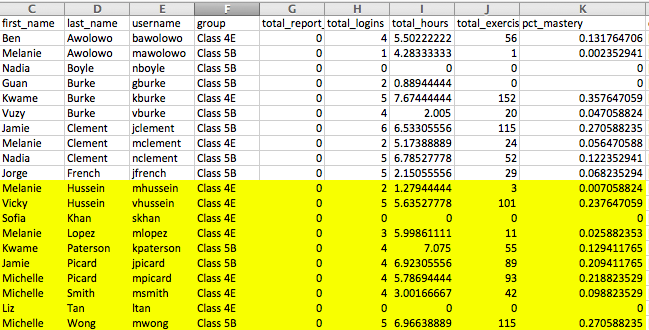 C D E F G H I J K
first_name last_name username group total_report_ total_logins total_hours total_exercis pct_mastery
Ben Awolowo bawolowo Class 4E 0 4 5.50222222 56 0.131764706
Melanie Awolowo mawolowo Class 5B 0 1 4.28333333 1 0.002352941
Nadia Boyle nboyle Class 5B 0 0 0 0 0
Guan Burke gburke Class 5B 0 2 0.88944444 0 0
Kwame Burke kburke Class 4E 0 5 7.67444444 152 0.357647059
Vuzy Burke vburke Class 5B 0 4 2.005 20 0.047058824
Jamie Clement jclement Class 5B 0 6 6.53305556 115 0.270588235
Melanie Clement mclement Class 4E 0 2 5.17388889 24 0.056470588
Nadia Clement nclement Class 5B 0 5 6.78527778 52 0.122352941
Jorge French jfrench Class 5B 0 5 2.15055556 29 0.068235294
Melanie Hussein mhussein Class 4E 0 2 1.27944444 3 0.007058824
Vicky Hussein vhussein Class 4E 0 5 5.63527778 101 0.237647059
Sofia Khan skhan Class 4E 0 0 0 0 0
Melanie Lopez mlopez Class 4E 0 3 5.99861111 11 0.025882353
Kwame Paterson kpaterson Class 5B 0 4 7.075 55 0.129411765
Jamie Picard jpicard Class 5B 0 4 6.92305556 89 0.209411765
Michelle Picard mpicard Class 4E 0 4 5.78694444 93 0.218823529
Michelle Smith msmith Class 4E 0 4 3.00166667 42 0.098823529
Liz Tan ltan Class 4E 0 0 0 0 0
Michelle Wong mwong Class 5B 0 5 6.96638889 115 0.270588235